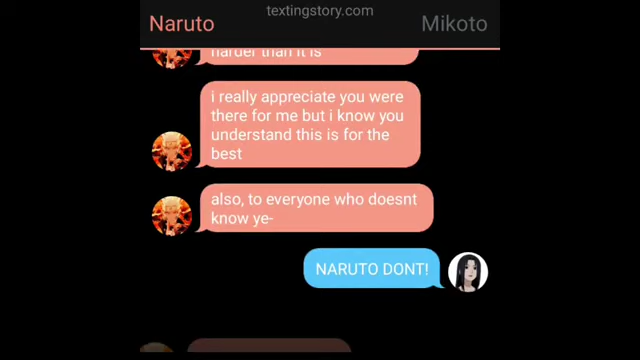 textingstory.com
Naruto
Mikoto
harder than it is
i really appreciate you were
there for me but i know you
understand this is for the
best
also, to everyone who doesnt
know ye-
NARUTO DONT!